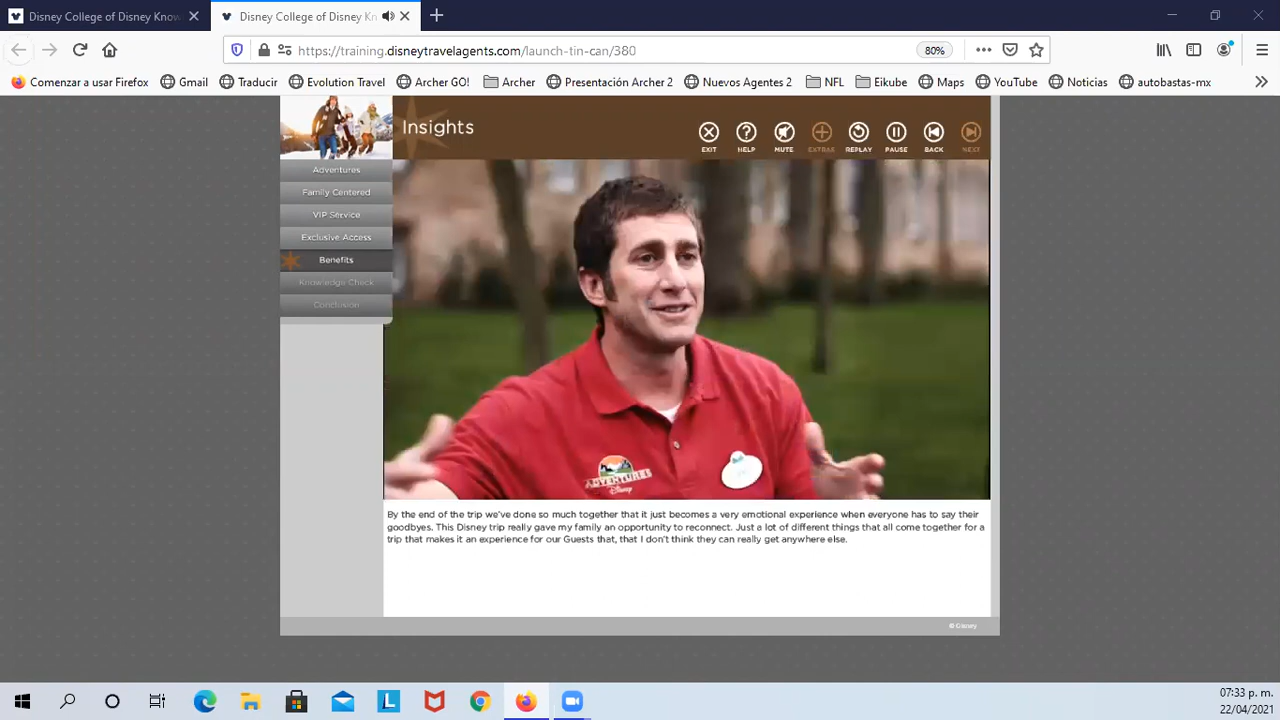 Disney College of Disney Know
Disney College of Disney Kn
https://training.disneytravelagents.com/launch-tin-can/380
80%
Comenzar a usar Firefox
Gmail
Traducir
Evolution Travel
Archer GO!
Archer
Presentación Archer 2
Nuevos Agentes 2
NFL
Eikube
Maps
YouTube
Noticias
autobastas-mx
Insights
EXIT
HELP
MUTE
EXTRAS
REPLAY
PAUSE
BACK
NEXT
Adventures
Family Centered
VIP Service
Exclusive Access
Benefits
Knowledge Check
Conclusion
ADVENTURES
Disney
By the end of the trip we've done so much together that it just becomes a very emotional experience when everyone has to say their
goodbyes. This Disney trip really gave my family an opportunity to reconnect. Just a lot of different things that all come together for a
trip that makes it an experience for our Guests that, that I don't think they can really get anywhere else.
© Disney
L
07:33 p. m.
22/04/2021